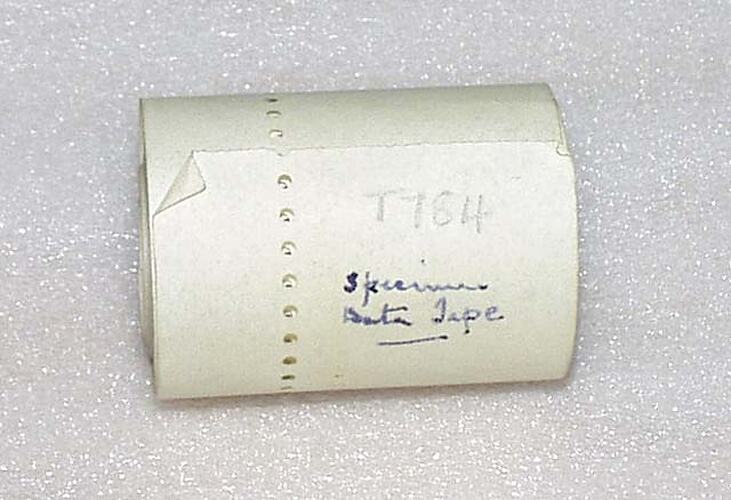 T784
Specimen
Data Tape